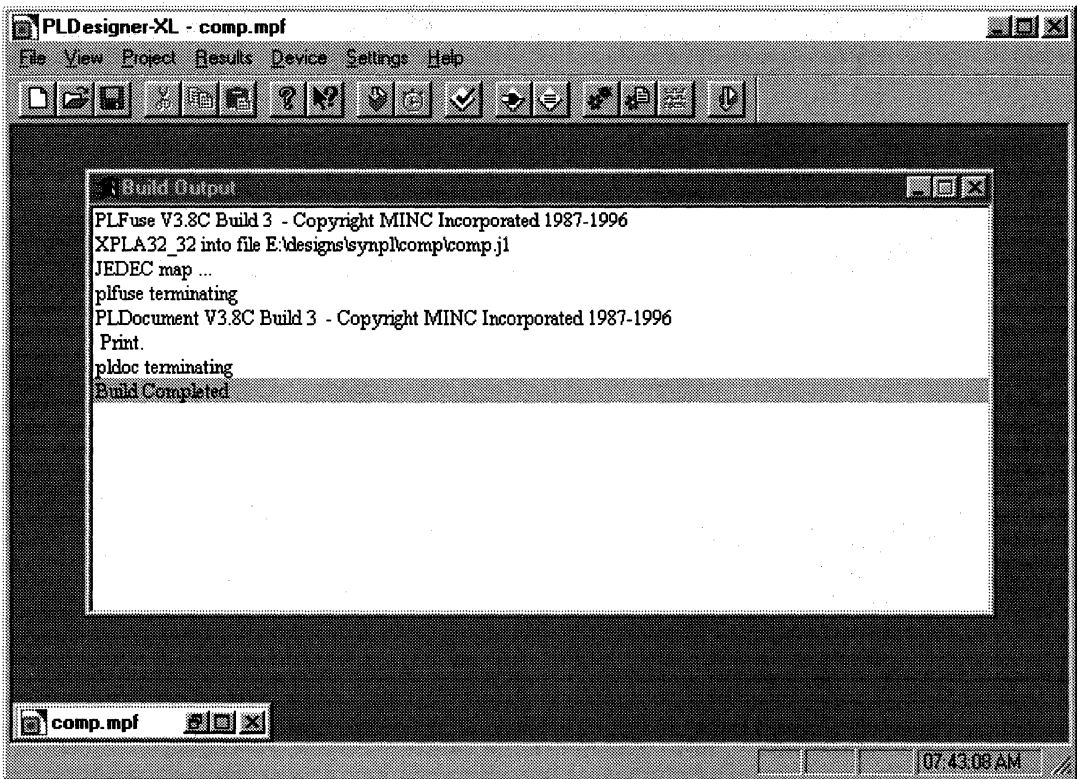 PLDesigner-XL - comp.mpf
File View Project Results Device Settings Help
Build Output
PLFuse V3.8C Build 3 - Copyright MINC Incorporated 1987-1996
XPLA32_32 into file E:\designs\synpl\comp\comp.j1
JEDEC map ...
plfuse terminating
PLDocument V3.8C Build 3 - Copyright MINC Incorporated 1987-1996
Print.
pldoc terminating
Build Completed
comp.mpf
07:43:08 AM